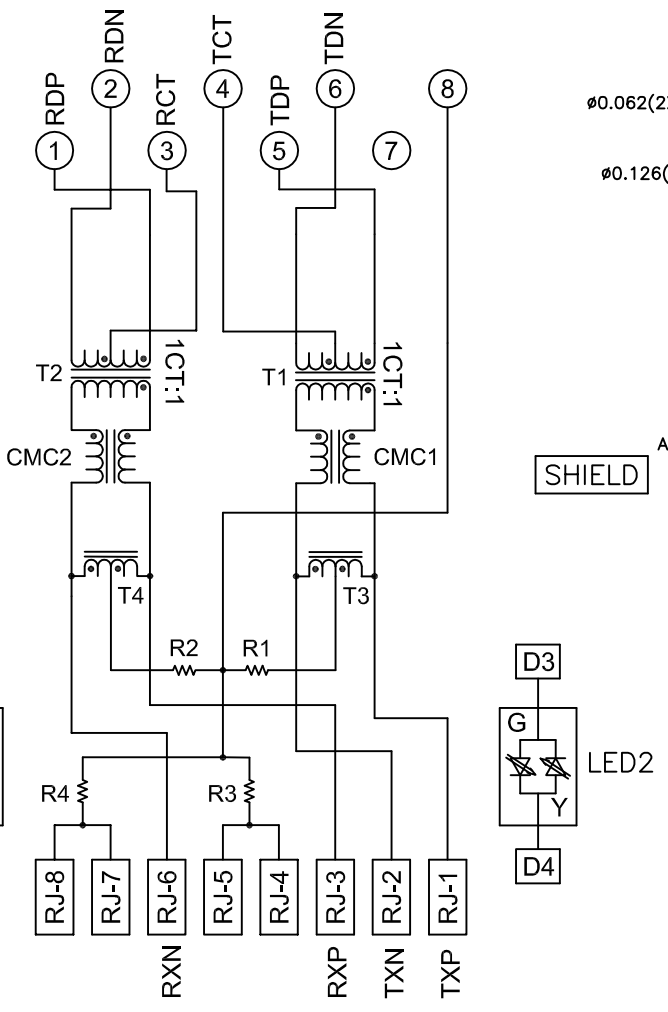 RDP
RDN
RCT
TCT
TDP
TDN
1
2
3
4
5
6
7
8
ø0.062(2
ø0.126(
T2
1CT:1
T1
1CT:1
CMC2
CMC1
A
SHIELD
T4
T3
R2
R1
D3
G
LED2
Y
D4
R4
R3
RJ-8
RJ-7
RJ-6
RJ-5
RJ-4
RJ-3
RJ-2
RJ-1
RXN
RXP
TXN
TXP